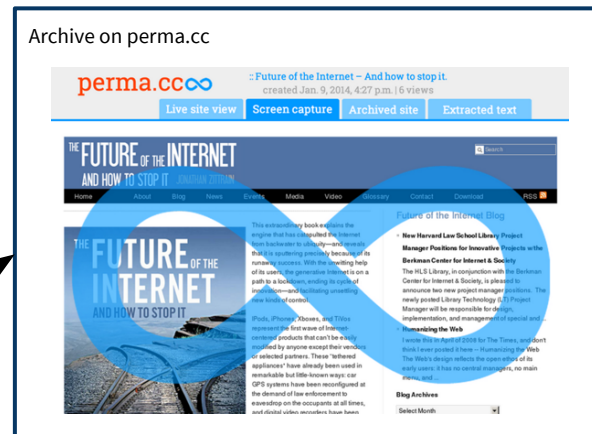 Archive on perma.cc
perma.cc
:: Future of the Internet – And how to stop it.
created Jan. 9, 2014, 4:27 p.m. | 6 views
Live site view Screen capture Archived site Extracted text
THE FUTURE OF THE INTERNET
AND HOW TO STOP IT JONATHAN ZITTRAIN
Search
Home About Blog News Events Media Video Glossary Contact Download RSS
THE FUTURE OF THE
INTERNET
AND HOW TO STOP IT
This extraordinary book explains the
engine that has catapulted the Internet
from backwater to ubiquity—and reveals
that it is sputtering precisely because of its
runaway success. With the unwitting help
of its users, the generative Internet is on a
path to a lockdown, ending its cycle of
innovation—and facilitating unsettling
new kinds of control.
iPods, iPhones, Xboxes, and TiVos
represent the first wave of Internet-
centered products that can't be easily
modified by anyone except their vendors
or selected partners. These "tethered
appliances" have already been used in
remarkable but little-known ways: car
GPS systems have been reconfigured at
the demand of law enforcement to
eavesdrop on the occupants at all times,
and digital video recorders have been
Future of the Internet Blog
New Harvard Law School Library Project
Manager Positions for Innovative Projects w/the
Berkman Center for Internet & Society
The HLS Library, in conjunction with the Berkman
Center for Internet & Society, is pleased to
announce two new project manager positions. The
newly posted Library Technology (LT) Project
Manager will be responsible for design,
implementation, and management of special and ...
Humanizing the Web
I wrote this in April of 2008 for The Times, and don't
think I ever posted it here – Humanizing the Web
The Web's design reflects the open ethos of its
early users: it has no central managers, no main
menu, and ...
Blog Archives
Select Month